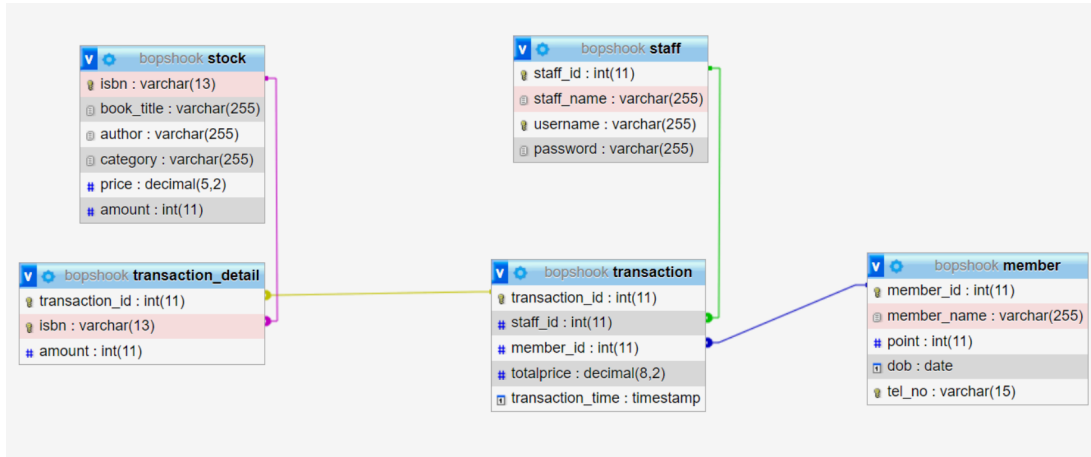 bopshook stock
isbn : varchar(13)
book_title : varchar(255)
author : varchar(255)
category : varchar(255)
# price : decimal(5,2)
# amount : int(11)
bopshook staff
staff_id : int(11)
staff_name : varchar(255)
username : varchar(255)
password : varchar(255)
bopshook transaction_detail
transaction_id : int(11)
isbn : varchar(13)
# amount : int(11)
bopshook transaction
transaction_id : int(11)
# staff_id : int(11)
# member_id : int(11)
# totalprice : decimal(8,2)
transaction_time : timestamp
bopshook member
member_id : int(11)
member_name : varchar(255)
# point : int(11)
dob : date
tel_no : varchar(15)